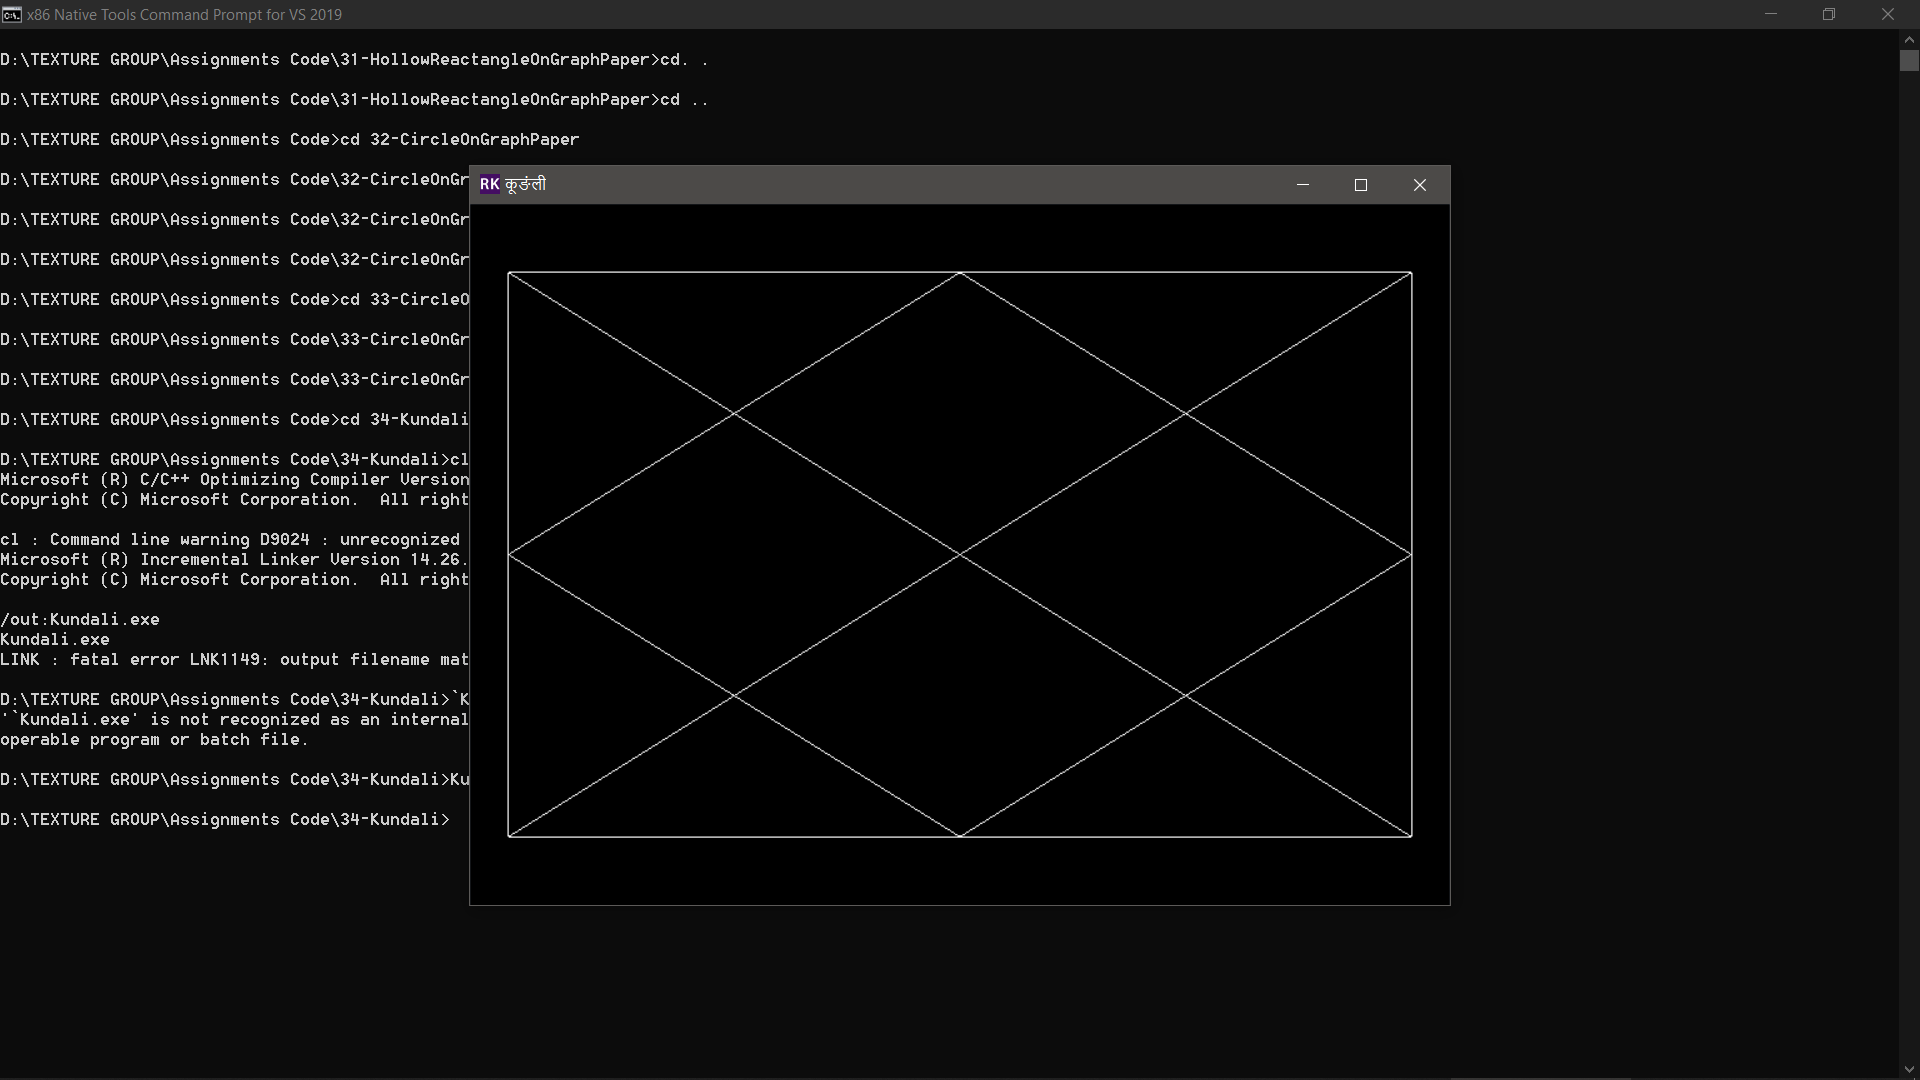 x86 Native Tools Command Prompt for VS 2019
D:\TEXTURE GROUP\Assignments Code\31-HollowReactangleOnGraphPaper>cd. .
D:\TEXTURE GROUP\Assignments Code\31-HollowReactangleOnGraphPaper>cd ..
D:\TEXTURE GROUP\Assignments Code>cd 32-CircleOnGraphPaper
D:\TEXTURE GROUP\Assignments Code\32-CircleOnGr
D:\TEXTURE GROUP\Assignments Code\32-CircleOnGr
D:\TEXTURE GROUP\Assignments Code\32-CircleOnGr
D:\TEXTURE GROUP\Assignments Code>cd 33-CircleO
D:\TEXTURE GROUP\Assignments Code\33-CircleOnGr
D:\TEXTURE GROUP\Assignments Code\33-CircleOnGr
D:\TEXTURE GROUP\Assignments Code>cd 34-Kundali
D:\TEXTURE GROUP\Assignments Code\34-Kundali>cl
Microsoft (R) C/C++ Optimizing Compiler Version
Copyright (C) Microsoft Corporation.  All right
cl : Command line warning D9024 : unrecognized
Microsoft (R) Incremental Linker Version 14.26.
Copyright (C) Microsoft Corporation.  All right
/out:Kundali.exe
Kundali.exe
LINK : fatal error LNK1149: output filename mat
D:\TEXTURE GROUP\Assignments Code\34-Kundali>`K
'`Kundali.exe' is not recognized as an internal
operable program or batch file.
D:\TEXTURE GROUP\Assignments Code\34-Kundali>Ku
D:\TEXTURE GROUP\Assignments Code\34-Kundali>
RK कूङंली